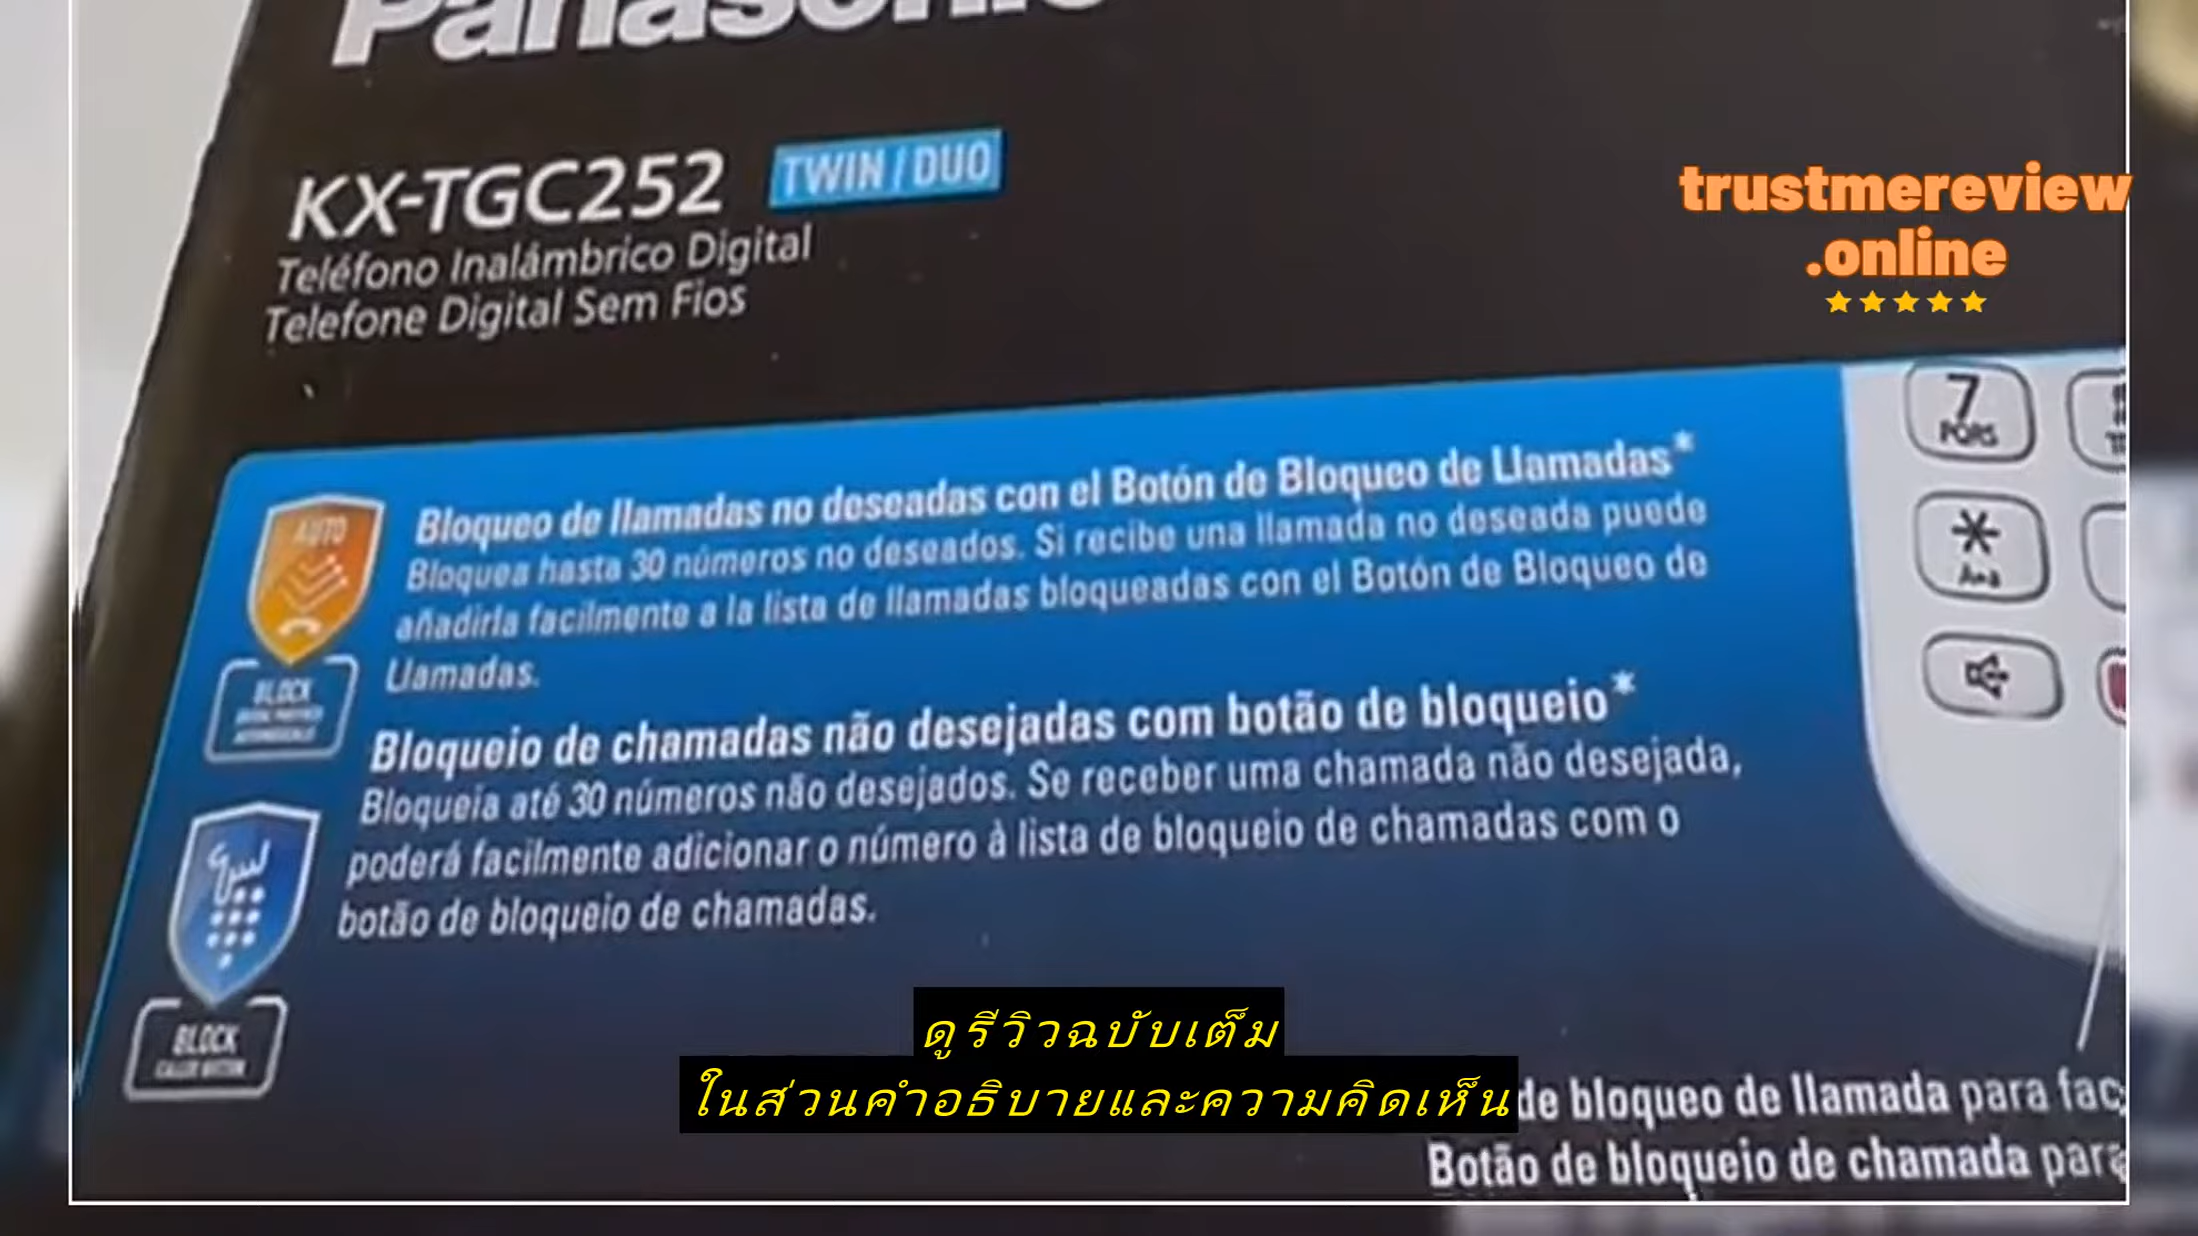 Panasonic
KX-TGC252 TWIN / DUO
Teléfono Inalámbrico Digital
Telefone Digital Sem Fios
trustmereview
.online
7
PQRS
AUTO
Bloqueo de llamadas no deseadas con el Botón de Bloqueo de Llamadas*
Bloquea hasta 30 números no deseados. Si recibe una llamada no deseada puede
añadirla facilmente a la lista de llamadas bloqueadas con el Botón de Bloqueo de
Llamadas.
BLOCK
Bloqueio de chamadas não desejadas com botão de bloqueio*
Bloqueia até 30 números não desejados. Se receber uma chamada não desejada,
poderá facilmente adicionar o número à lista de bloqueio de chamadas com o
botão de bloqueio de chamadas.
BLOCK
ดูรีวิวฉบับเต็ม
ในส่วนคำอธิบายและความคิดเห็น
de bloqueo de llamada para fac
Botão de bloqueio de chamada para